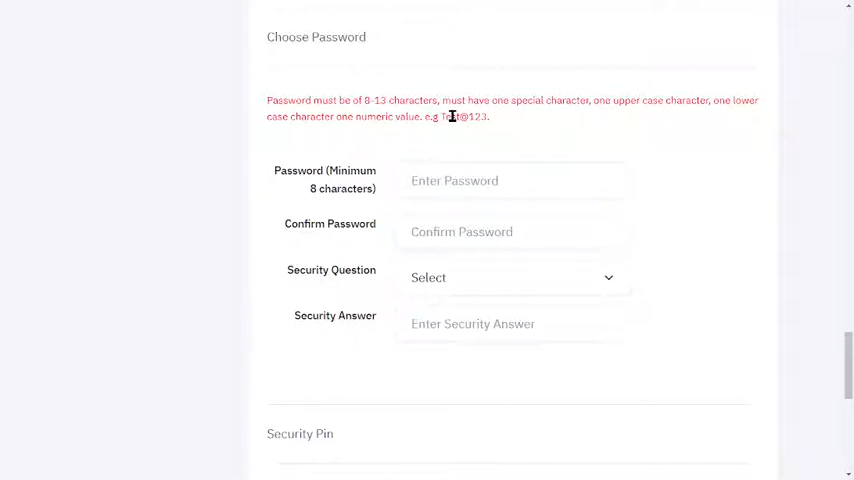 Choose Password
Password must be of 8-13 characters, must have one special character, one upper case character, one lower
case character one numeric value. e.g Test@123.
Password (Minimum
8 characters)
Enter Password
Confirm Password
Confirm Password
Security Question
Select
Security Answer
Enter Security Answer
Security Pin